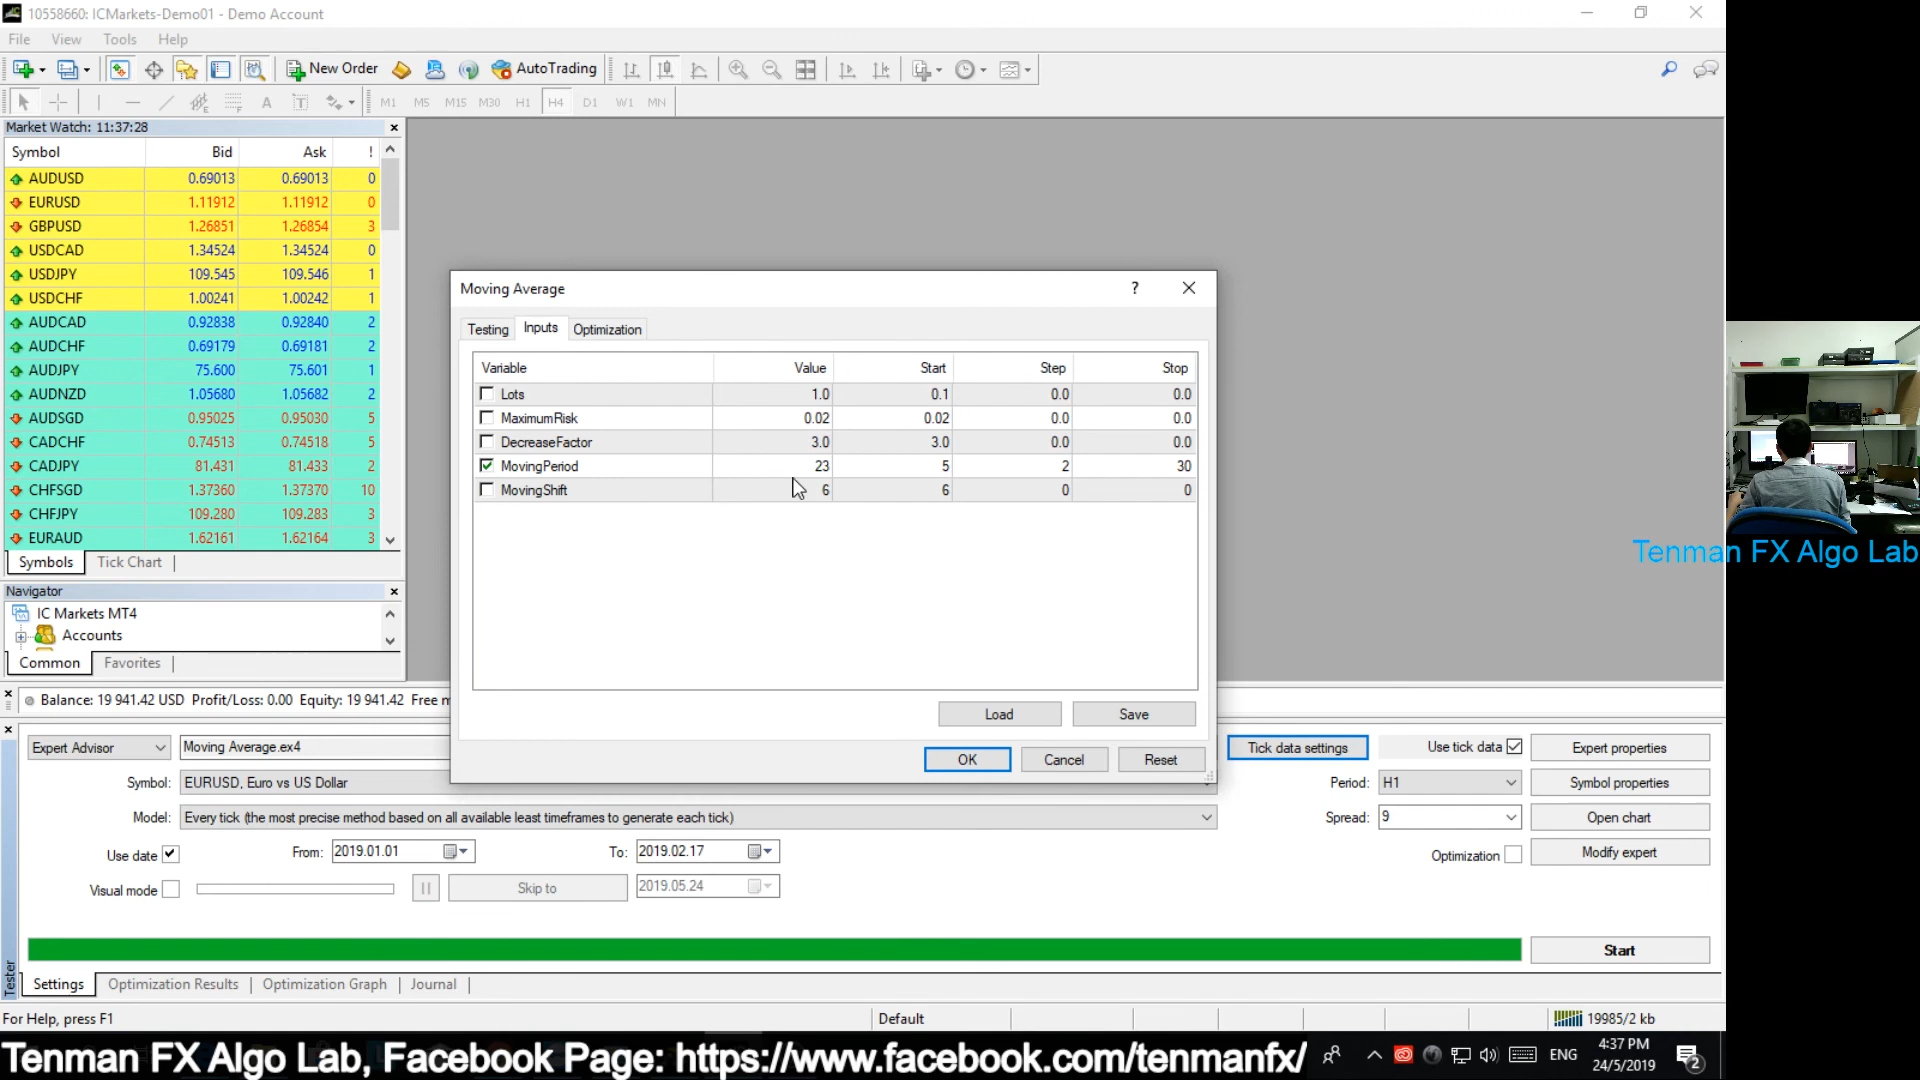 10558660: ICMarkets-Demo01 - Demo Account
File View Tools Help
New Order AutoTrading
A T M1 M5 M15 M30 H1 H4 D1 W1 MN
Market Watch: 11:37:28
Symbol Bid Ask !
AUDUSD 0.69013 0.69013 0
EURUSD 1.11912 1.11912 0
GBPUSD 1.26851 1.26854 3
USDCAD 1.34524 1.34524 0
USDJPY 109.545 109.546 1
USDCHF 1.00241 1.00242 1
AUDCAD 0.92838 0.92840 2
AUDCHF 0.69179 0.69181 2
AUDJPY 75.600 75.601 1
AUDNZD 1.05680 1.05682 2
AUDSGD 0.95025 0.95030 5
CADCHF 0.74513 0.74518 5
CADJPY 81.431 81.433 2
CHFSGD 1.37360 1.37370 10
CHFJPY 109.280 109.283 3
EURAUD 1.62161 1.62164 3
Symbols Tick Chart
Navigator
IC Markets MT4
Accounts
Common Favorites
Moving Average ?
Testing Inputs Optimization
Variable Value Start Step Stop
Lots 1.0 0.1 0.0 0.0
MaximumRisk 0.02 0.02 0.0 0.0
DecreaseFactor 3.0 3.0 0.0 0.0
MovingPeriod 23 5 2 30
MovingShift 6 6 0 0
Load Save
OK Cancel Reset
Tenman FX Algo Lab
Balance: 19 941.42 USD Profit/Loss: 0.00 Equity: 19 941.42 Free
Expert Advisor Moving Average.ex4 Tick data settings Use tick data Expert properties
Symbol: EURUSD, Euro vs US Dollar Period: H1 Symbol properties
Model: Every tick (the most precise method based on all available least timeframes to generate each tick) Spread: 9 Open chart
Use date From: 2019.01.01 To: 2019.02.17 Optimization Modify expert
Visual mode Skip to 2019.05.24
Start
Tester
Settings Optimization Results Optimization Graph Journal
For Help, press F1 Default 19985/2 kb
Tenman FX Algo Lab, Facebook Page: https://www.facebook.com/tenmanfx/
ENG 4:37 PM 24/5/2019 2